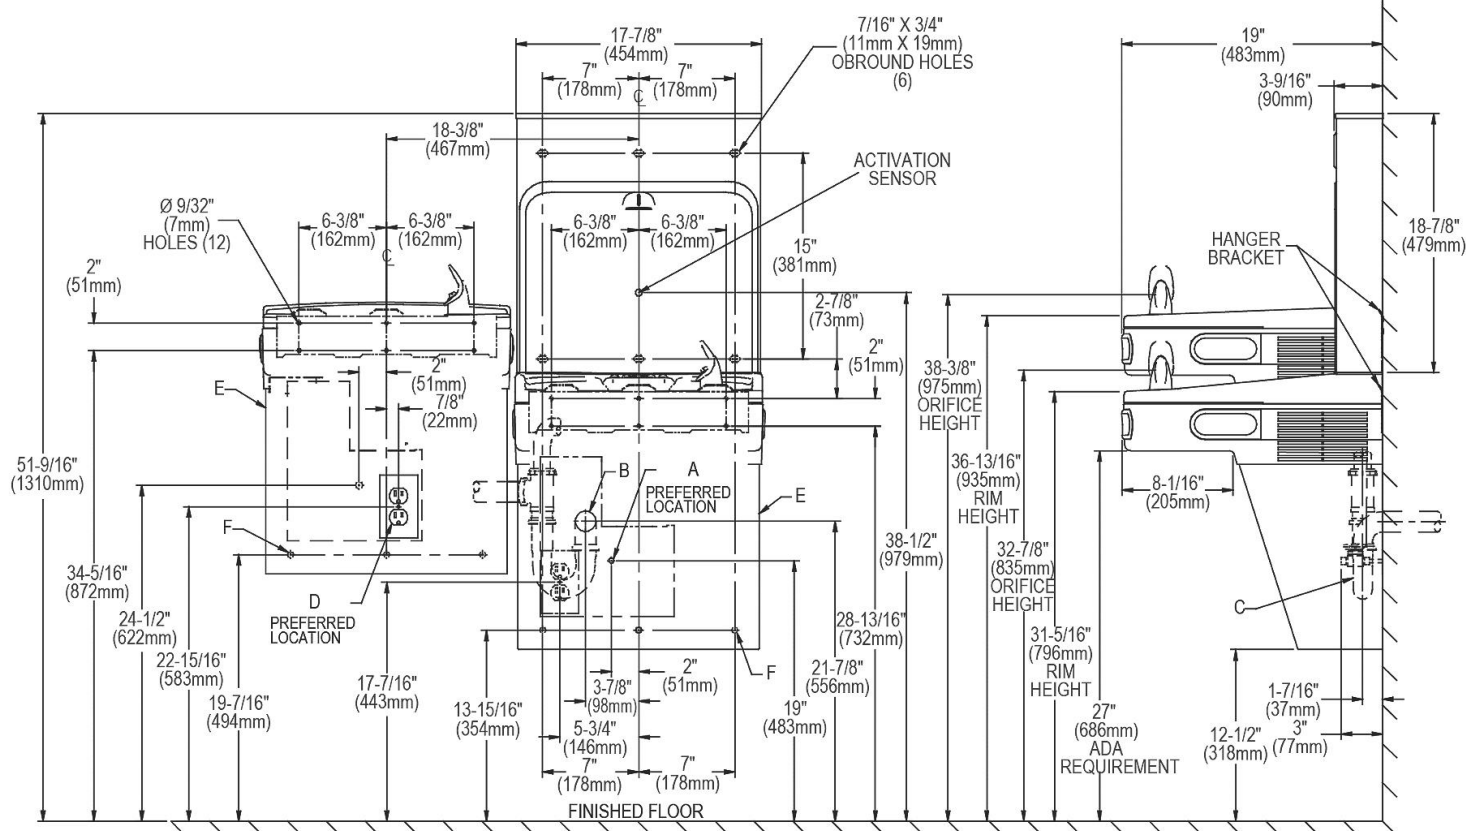 17-7/8"
(454mm)
7"
(178mm)
7"
(178mm)
℄
7/16" X 3/4"
(11mm X 19mm)
OBROUND HOLES
(6)
19"
(483mm)
3-9/16"
(90mm)
18-3/8"
(467mm)
ACTIVATION
SENSOR
Ø 9/32"
(7mm)
HOLES (12)
6-3/8"
(162mm)
6-3/8"
(162mm)
℄
6-3/8"
(162mm)
6-3/8"
(162mm)
15"
(381mm)
18-7/8"
(479mm)
HANGER
BRACKET
2"
(51mm)
2-7/8"
(73mm)
2"
(51mm)
2"
(51mm)
7/8"
(22mm)
E
38-3/8"
(975mm)
ORIFICE
HEIGHT
51-9/16"
(1310mm)
36-13/16"
(935mm)
RIM
HEIGHT
8-1/16"
(205mm)
B
A
PREFERRED
LOCATION
E
F
38-1/2"
(979mm)
32-7/8"
(835mm)
ORIFICE
HEIGHT
34-5/16"
(872mm)
D
PREFERRED
LOCATION
24-1/2"
(622mm)
28-13/16"
(732mm)
C
31-5/16"
(796mm)
RIM
HEIGHT
22-15/16"
(583mm)
17-7/16"
(443mm)
2"
(51mm)
F
21-7/8"
(556mm)
19-7/16"
(494mm)
13-15/16"
(354mm)
3-7/8"
(98mm)
19"
(483mm)
27"
(686mm)
ADA
REQUIREMENT
1-7/16"
(37mm)
12-1/2"
(318mm)
3"
(77mm)
5-3/4"
(146mm)
7"
(178mm)
7"
(178mm)
FINISHED FLOOR